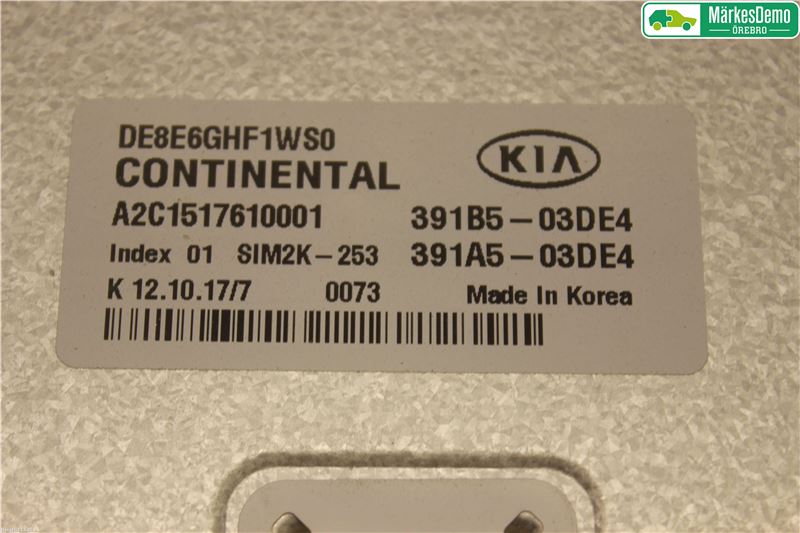 MärkesDemo
ÖREBRO
DE8E6GHF1WS0
CONTINENTAL
KIA
A2C1517610001 391B5-03DE4
Index 01 SIM2K-253 391A5-03DE4
K 12.10.17/7 0073 Made In Korea